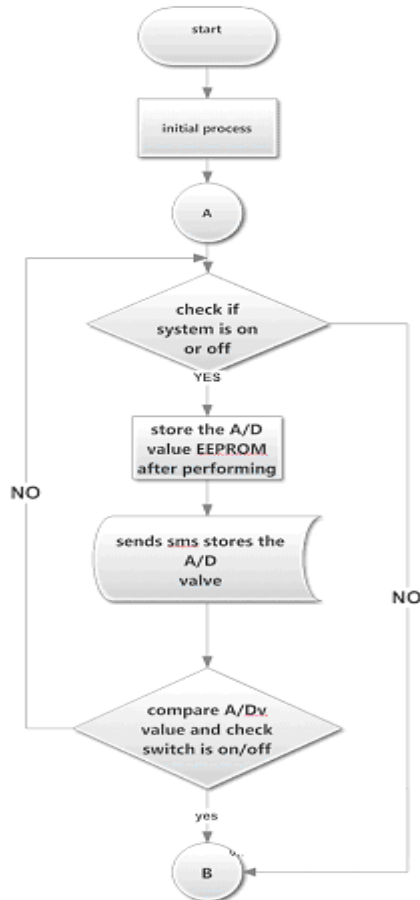 start
initial process
A
check if
system is on
or off
YES
store the A/D
value EEPROM
after performing
NO
sends sms stores the
A/D
valve
NO
compare A/Dv
value and check
switch is on/off
yes
B